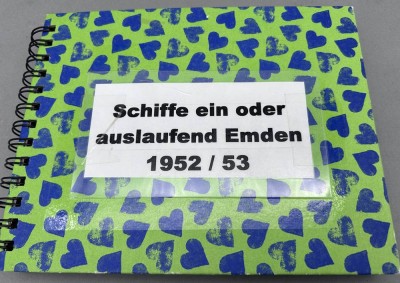 Schiffe ein oder
auslaufend Emden
1952 / 53